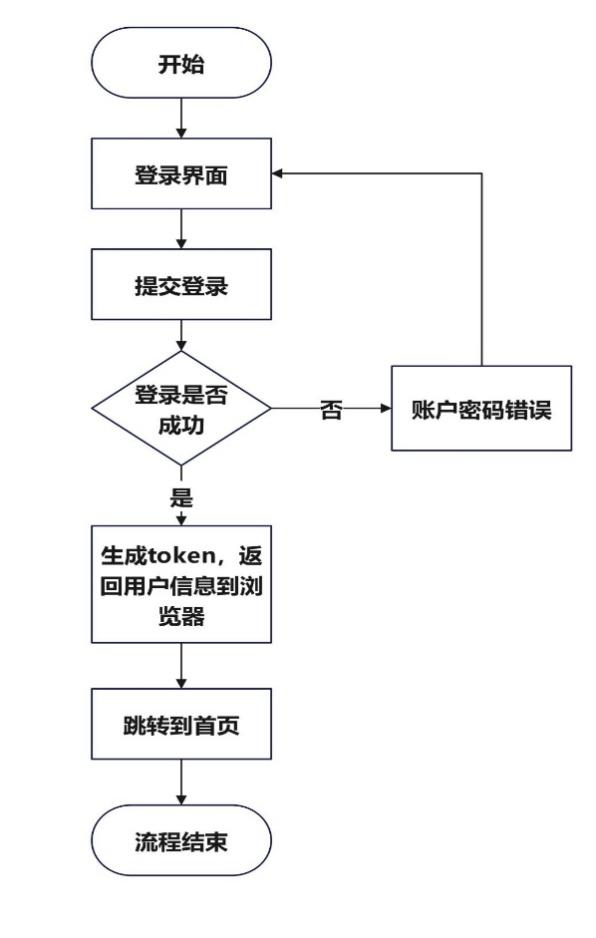 开始
登录界面
提交登录
登录是否
成功
否
账户密码错误
是
生成token，返
回用户信息到浏
览器
跳转到首页
流程结束